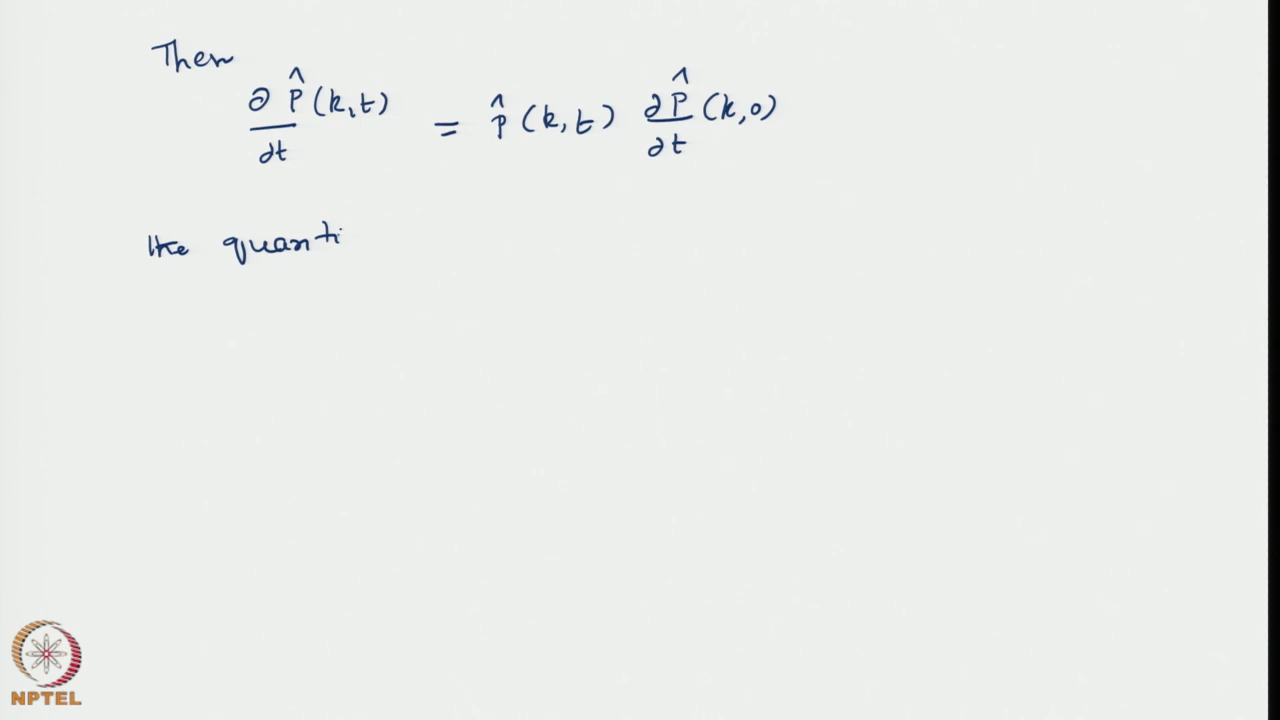 Then
∂P̂(k,t)/∂t = P̂(k,t) ∂P̂/∂t (k,0)
the quanti
NPTEL